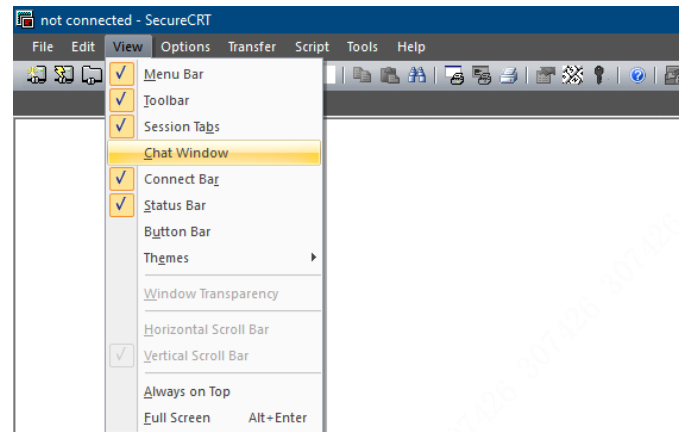 not connected - SecureCRT
File Edit View Options Transfer Script Tools Help
Menu Bar
Toolbar
Session Tabs
Chat Window
Connect Bar
Status Bar
Button Bar
Themes
Window Transparency
Horizontal Scroll Bar
Vertical Scroll Bar
Always on Top
Full Screen Alt+Enter
307426 307426